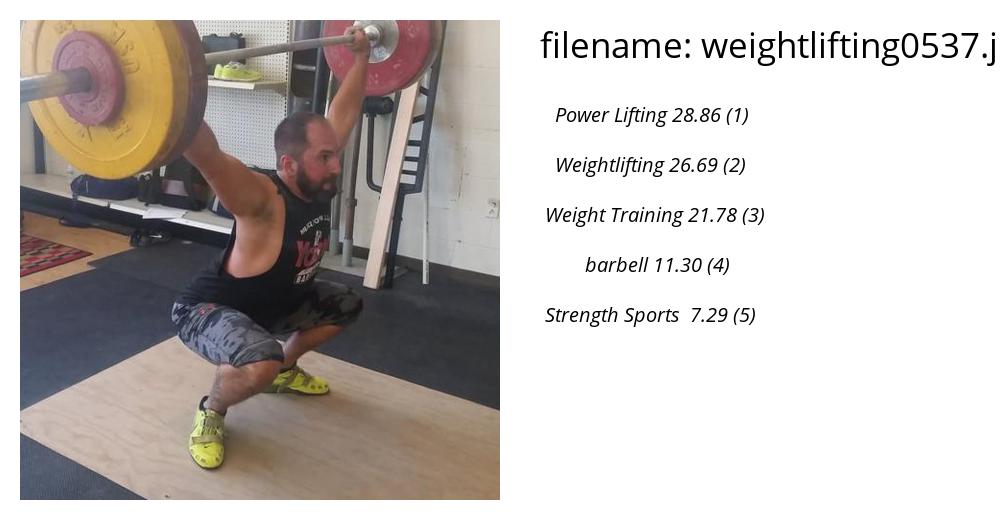 filename: weightlifting0537.j
Power Lifting 28.86 (1)
Weightlifting 26.69 (2)
Weight Training 21.78 (3)
barbell 11.30 (4)
Strength Sports 7.29 (5)